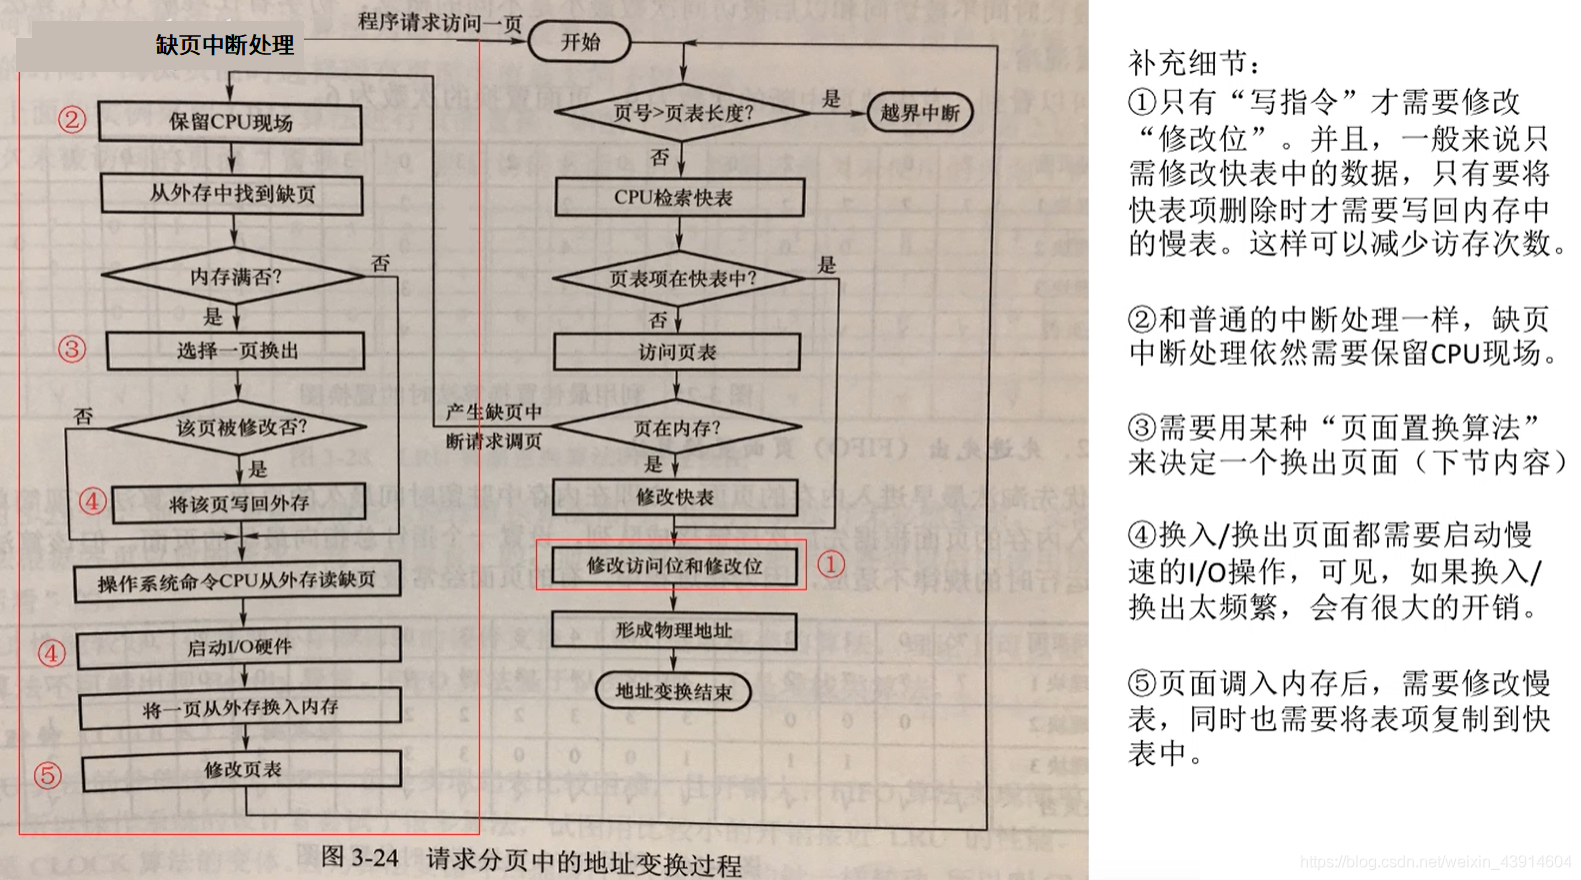 缺页中断处理
程序请求访问一页
开始
②
保留CPU现场
从外存中找到缺页
内存满否?
否
是
③
选择一页换出
否
该页被修改否?
是
④
将该页写回外存
操作系统命令CPU从外存读缺页
④
启动I/O硬件
将一页从外存换入内存
⑤
修改页表
页号>页表长度?
是
越界中断
否
CPU检索快表
页表项在快表中?
是
否
访问页表
产生缺页中
断请求调页
页在内存?
是
修改快表
修改访问位和修改位
①
形成物理地址
地址变换结束
图 3-24 请求分页中的地址变换过程
补充细节：
①只有“写指令”才需要修改
“修改位”。并且，一般来说只
需修改快表中的数据，只有要将
快表项删除时才需要写回内存中
的慢表。这样可以减少访存次数。
②和普通的中断处理一样，缺页
中断处理依然需要保留CPU现场。
③需要用某种“页面置换算法”
来决定一个换出页面（下节内容）
④换入/换出页面都需要启动慢
速的I/O操作，可见，如果换入/
换出太频繁，会有很大的开销。
⑤页面调入内存后，需要修改慢
表，同时也需要将表项复制到快
表中。
https://blog.csdn.net/weixin_43914604